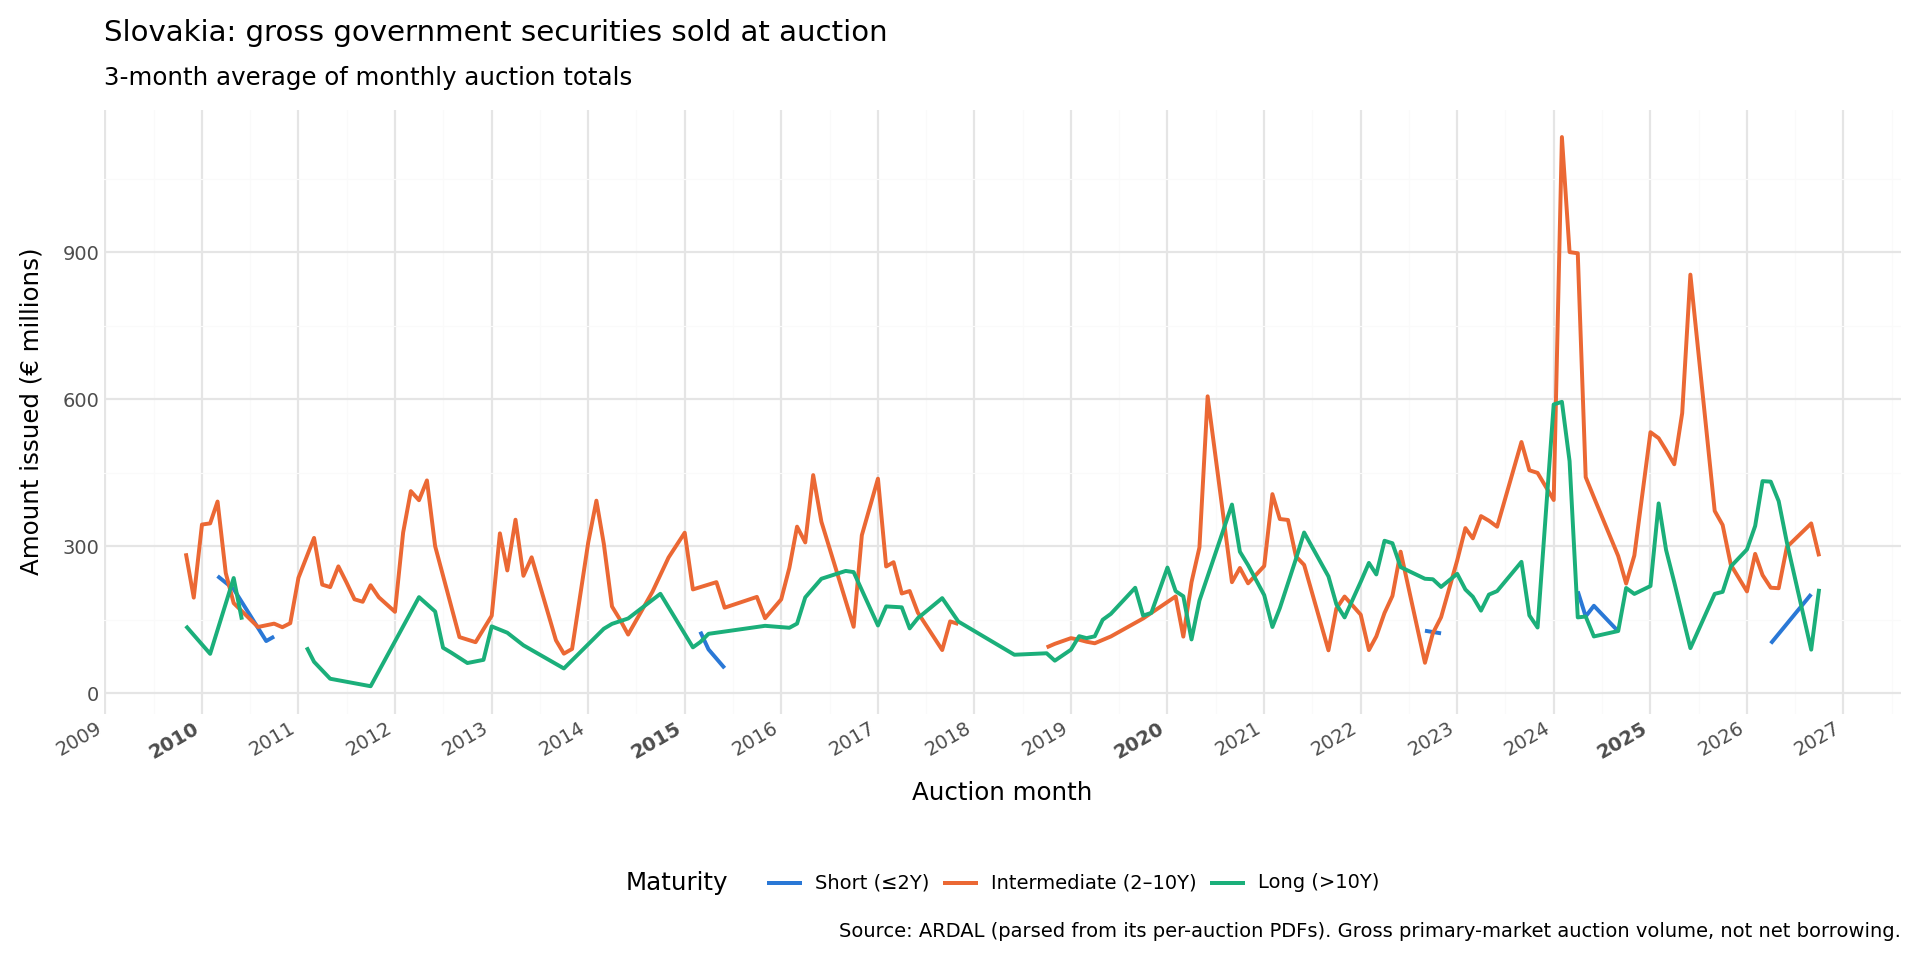 Slovakia: gross government securities sold at auction
3-month average of monthly auction totals
Amount issued (€ millions)
900
600
300
0
2009
2010
2011
2012
2013
2014
2015
2016
2017
2018
2019
2020
2021
2022
2023
2024
2025
2026
2027
Auction month
Maturity
Short (≤2Y)
Intermediate (2–10Y)
Long (>10Y)
Source: ARDAL (parsed from its per-auction PDFs). Gross primary-market auction volume, not net borrowing.